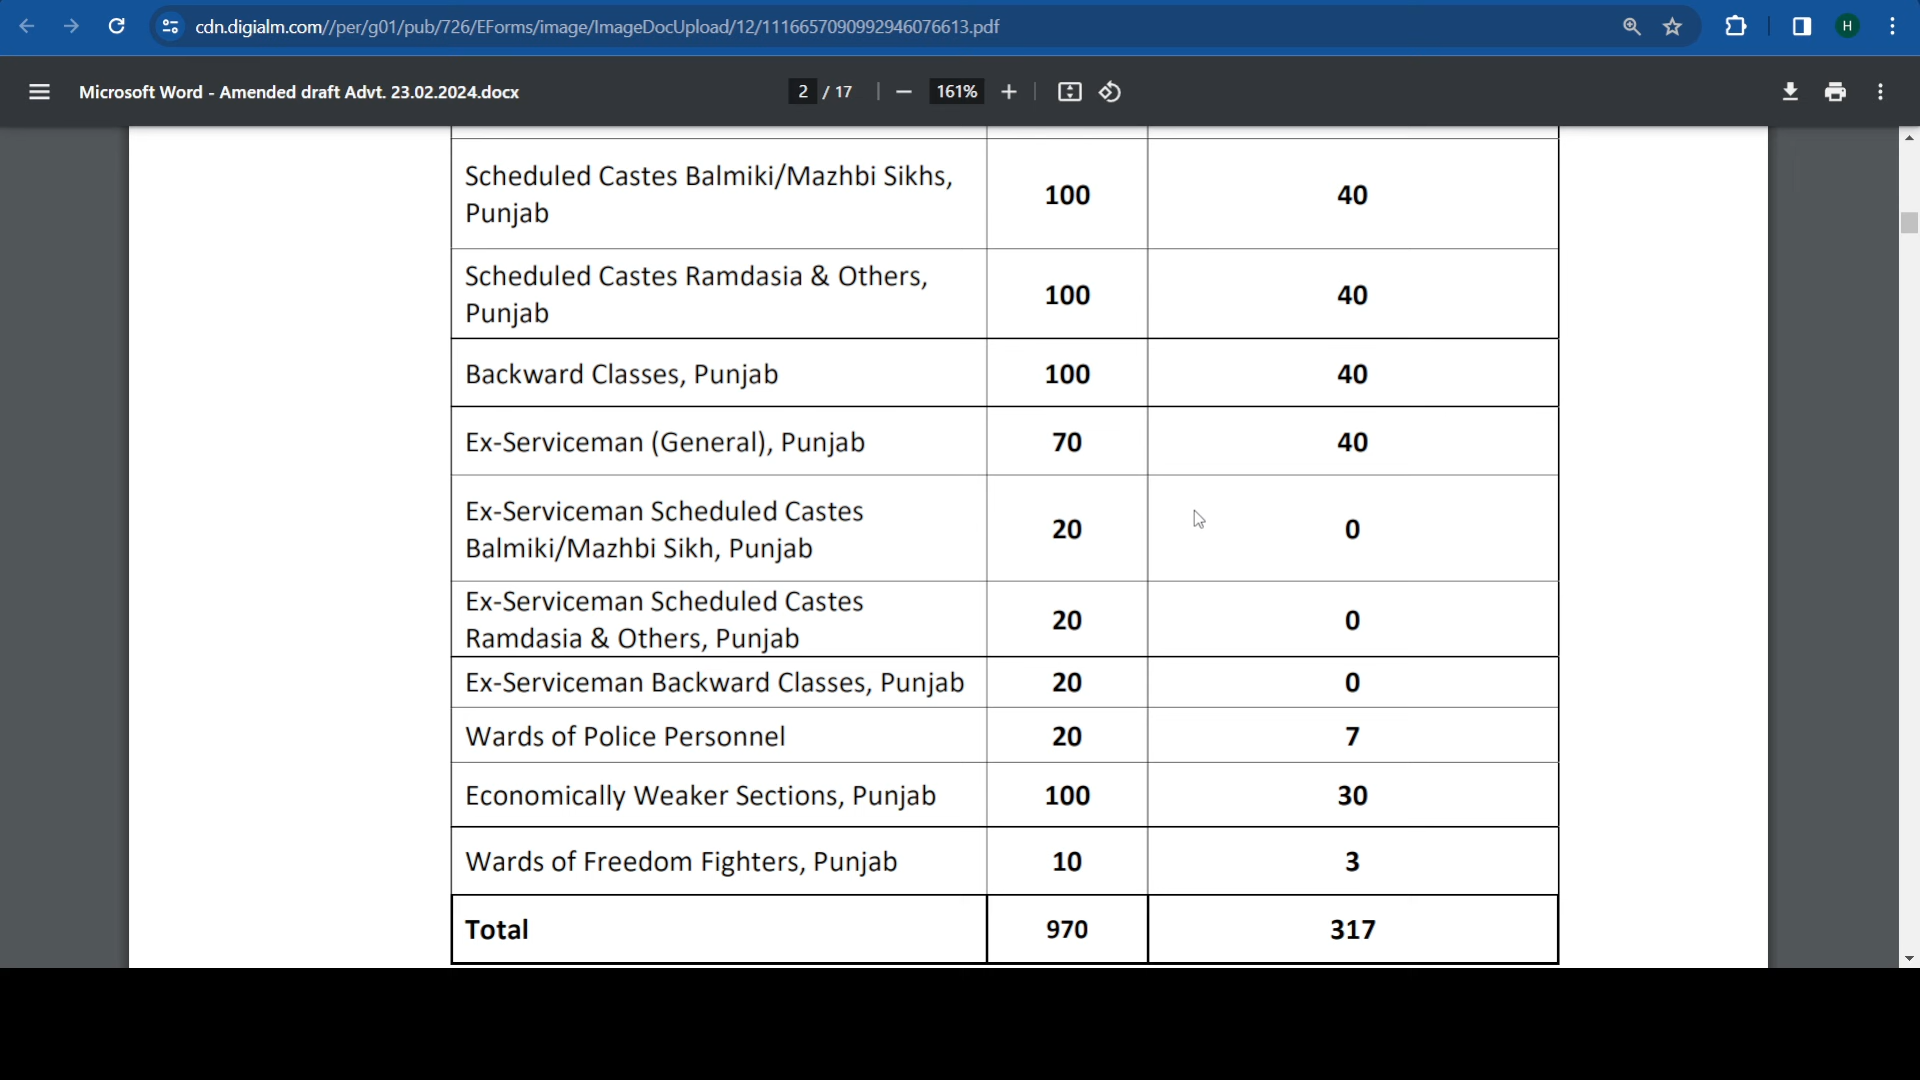 cdn.digialm.com//per/g01/pub/726/EForms/image/ImageDocUpload/12/1116657090992946076613.pdf
H
Microsoft Word - Amended draft Advt. 23.02.2024.docx
2 / 17
161%
Scheduled Castes Balmiki/Mazhbi Sikhs,
Punjab
100
40
Scheduled Castes Ramdasia & Others,
Punjab
100
40
Backward Classes, Punjab
100
40
Ex-Serviceman (General), Punjab
70
40
Ex-Serviceman Scheduled Castes
Balmiki/Mazhbi Sikh, Punjab
20
0
Ex-Serviceman Scheduled Castes
Ramdasia & Others, Punjab
20
0
Ex-Serviceman Backward Classes, Punjab
20
0
Wards of Police Personnel
20
7
Economically Weaker Sections, Punjab
100
30
Wards of Freedom Fighters, Punjab
10
3
Total
970
317